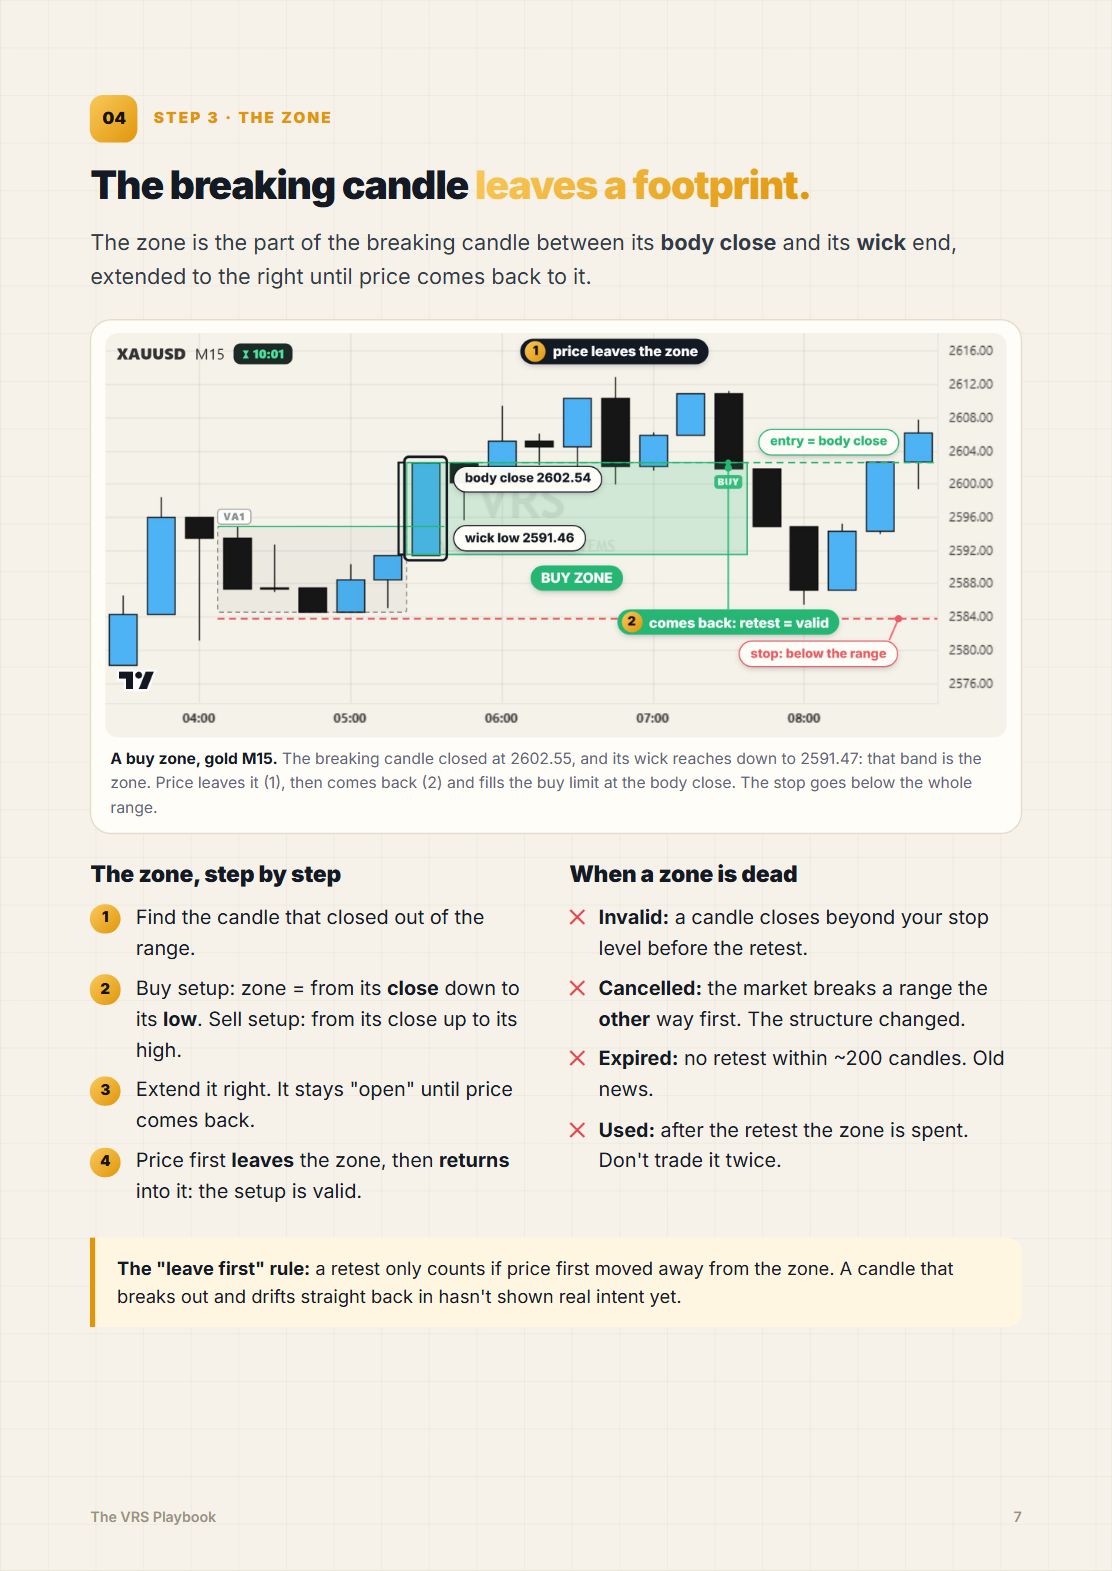 04 STEP 3 · THE ZONE
The breaking candle leaves a footprint.
The zone is the part of the breaking candle between its body close and its wick end,
extended to the right until price comes back to it.
XAUUSD M15 10:01
1 price leaves the zone
2616.00
2612.00
2608.00
entry = body close
2604.00
body close 2602.54
BUY
2600.00
VRS
VA1
2596.00
wick low 2591.46
EMS
2592.00
BUY ZONE
2588.00
2584.00
2 comes back: retest = valid
stop: below the range
2580.00
2576.00
04:00 05:00 06:00 07:00 08:00
A buy zone, gold M15. The breaking candle closed at 2602.55, and its wick reaches down to 2591.47: that band is the
zone. Price leaves it (1), then comes back (2) and fills the buy limit at the body close. The stop goes below the whole
range.
The zone, step by step
1 Find the candle that closed out of the
range.
2 Buy setup: zone = from its close down to
its low. Sell setup: from its close up to its
high.
3 Extend it right. It stays "open" until price
comes back.
4 Price first leaves the zone, then returns
into it: the setup is valid.
When a zone is dead
Invalid: a candle closes beyond your stop
level before the retest.
Cancelled: the market breaks a range the
other way first. The structure changed.
Expired: no retest within ~200 candles. Old
news.
Used: after the retest the zone is spent.
Don't trade it twice.
The "leave first" rule: a retest only counts if price first moved away from the zone. A candle that
breaks out and drifts straight back in hasn't shown real intent yet.
The VRS Playbook 7